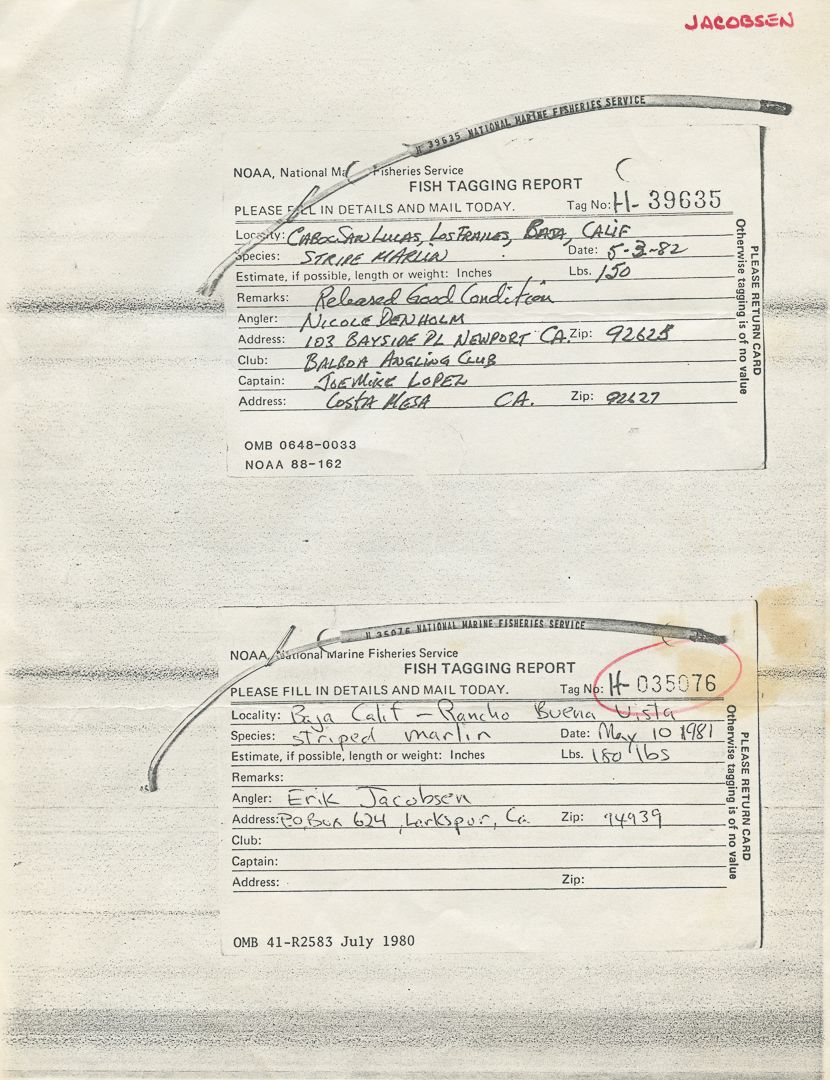 JACOBSEN
H 39635 NATIONAL MARINE FISHERIES SERVICE
NOAA, National Ma Fisheries Service
FISH TAGGING REPORT
PLEASE FILL IN DETAILS AND MAIL TODAY. Tag No: H- 39635
Locality: CABO SAN LUCAS, LOS FRAILES, BAJA, CALIF
Species: STRIPE MARLIN Date: 5-3-82
Estimate, if possible, length or weight: Inches Lbs. 150
Remarks: Released Good Condition
Angler: NICOLE DENHOLM
Address: 103 BAYSIDE PL NEWPORT CA. Zip: 92625
Club: BALBOA ANGLING CLUB
Captain: JOE MIKE LOPEZ
Address: COSTA MESA CA. Zip: 92627
PLEASE RETURN CARD
Otherwise tagging is of no value
OMB 0648-0033
NOAA 88-162
H 35076 NATIONAL MARINE FISHERIES SERVICE
NOAA, National Marine Fisheries Service
FISH TAGGING REPORT
PLEASE FILL IN DETAILS AND MAIL TODAY. Tag No: H- 035076
Locality: Baja Calif - Rancho Buena Vista
Species: striped marlin Date: May 10 1981
Estimate, if possible, length or weight: Inches Lbs. 180 lbs
Remarks:
Angler: Erik Jacobsen
Address: P.O. Box 624, Larkspur, Ca Zip: 94939
Club:
Captain:
Address: Zip:
PLEASE RETURN CARD
Otherwise tagging is of no value
OMB 41-R2583 July 1980